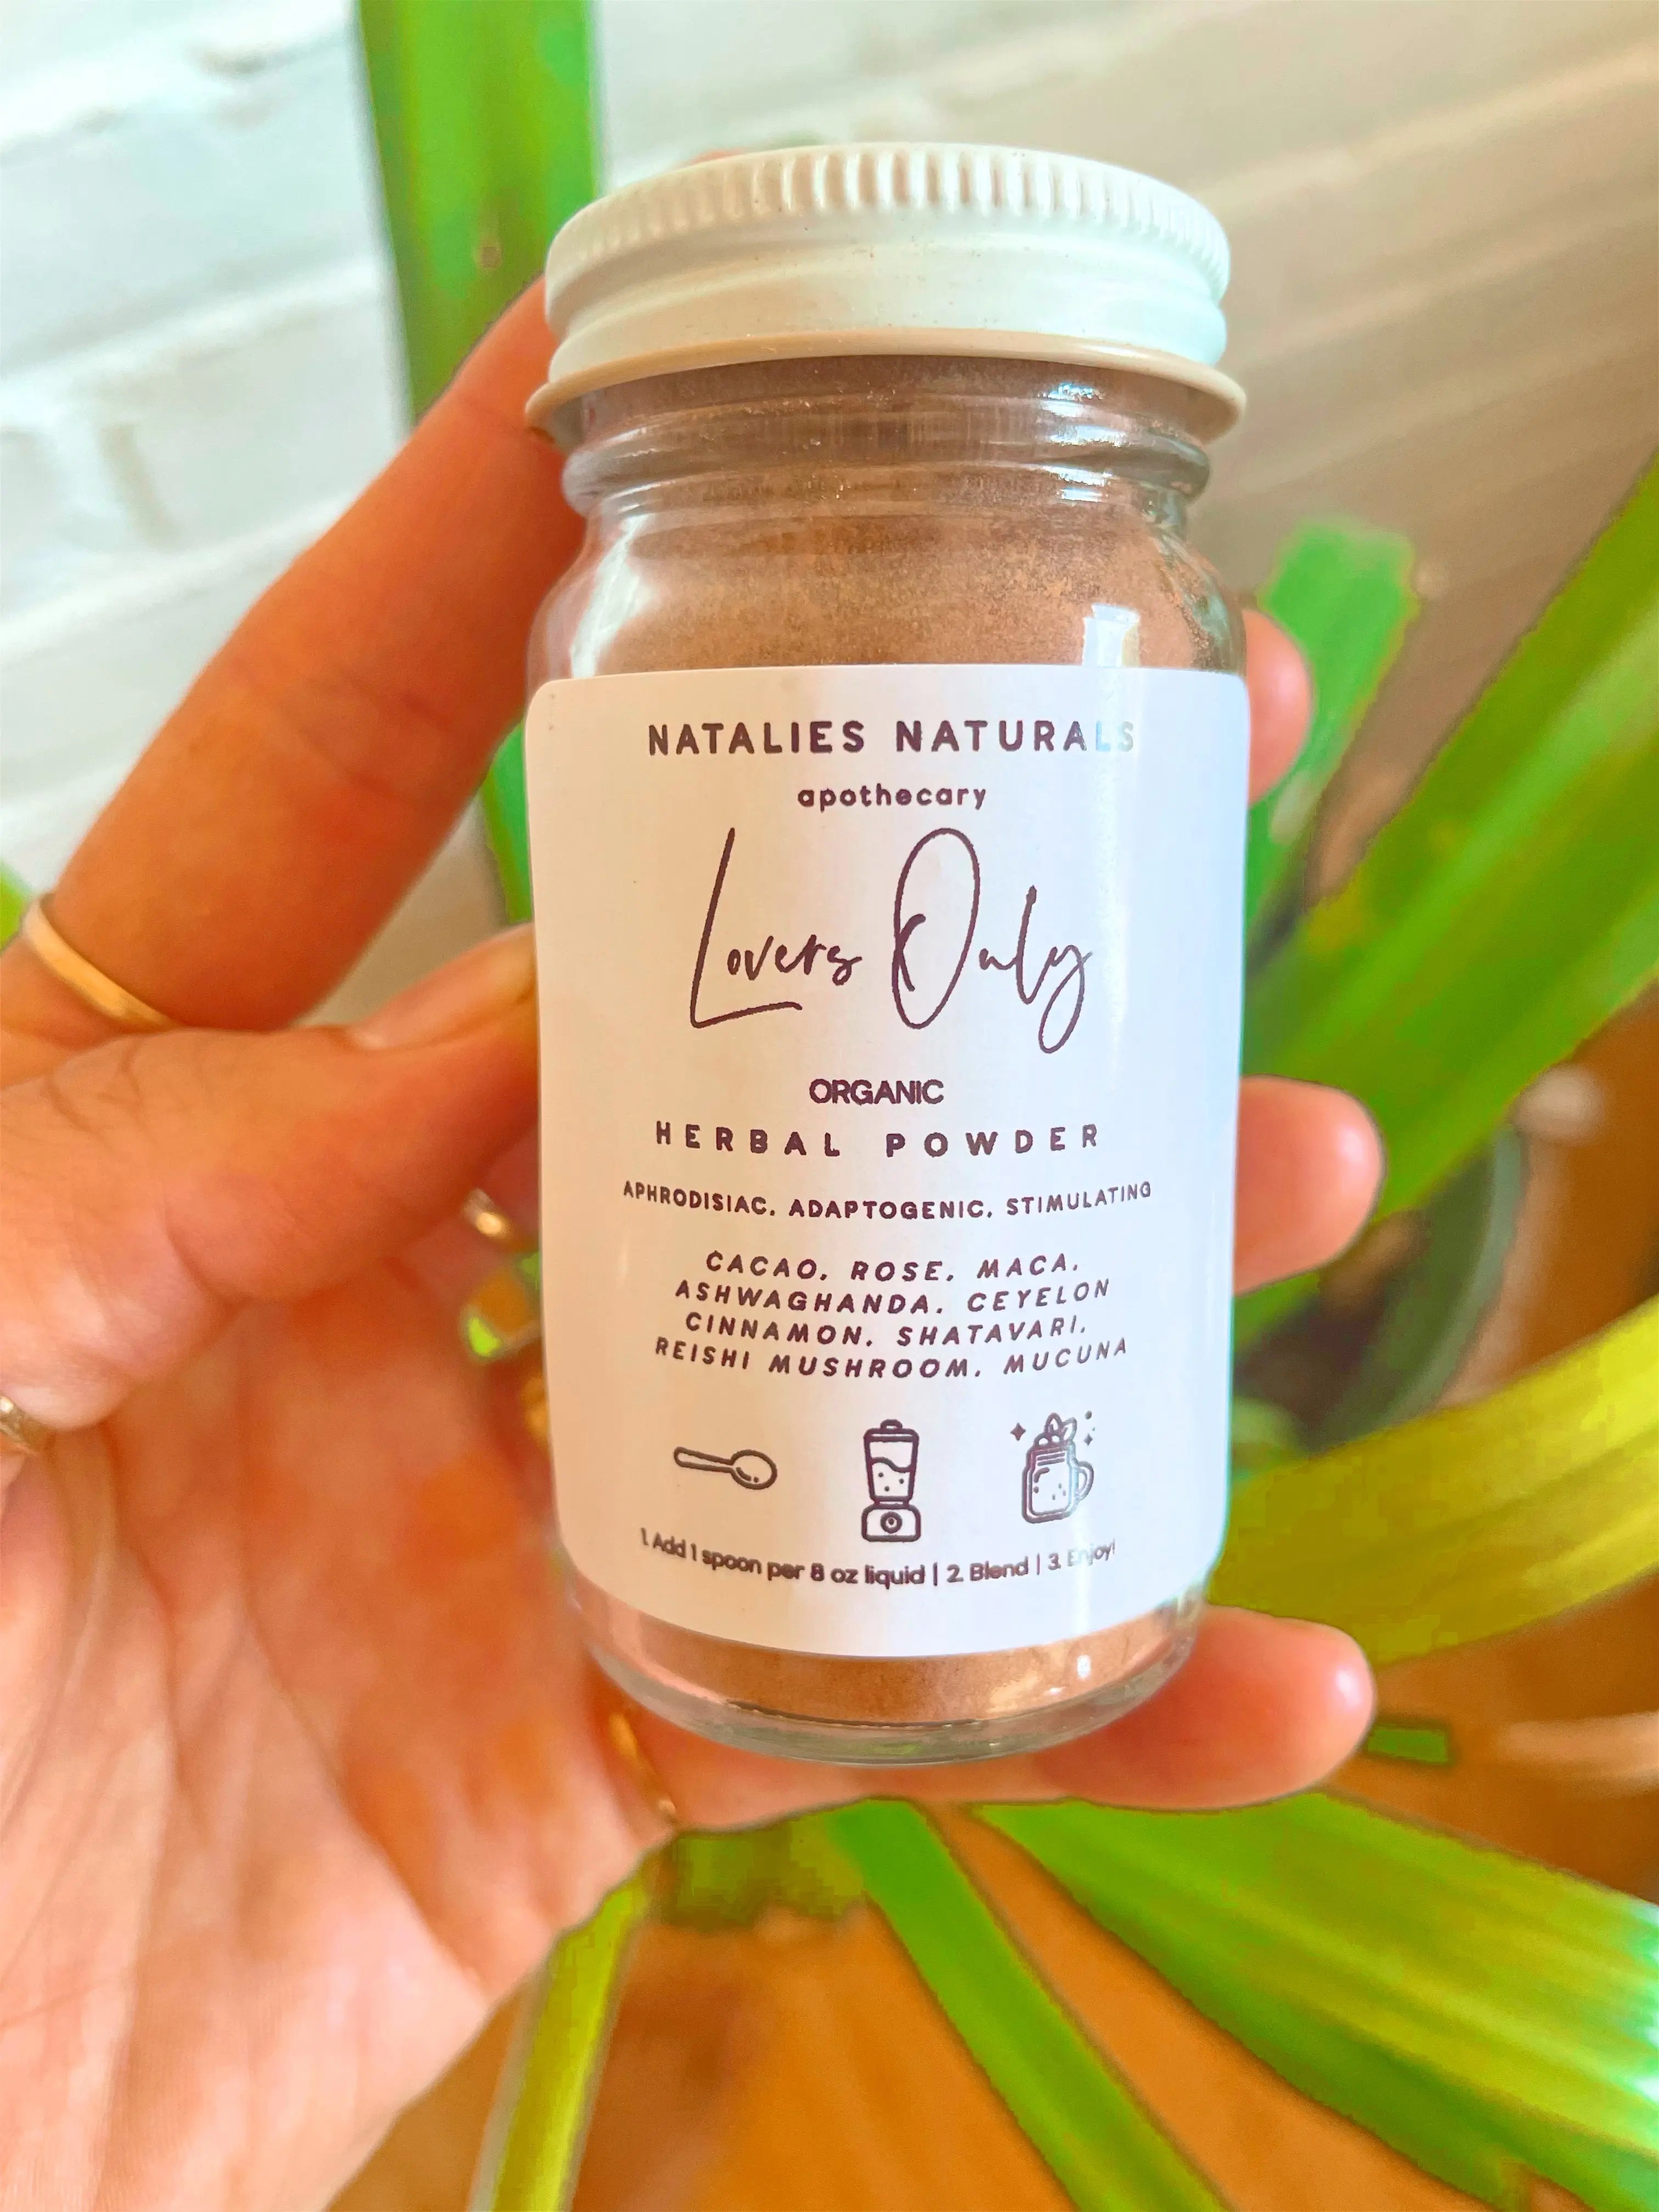 NATALIES NATURALS
apothecary
Lovers Only
ORGANIC
HERBAL POWDER
APHRODISIAC, ADAPTOGENIC, STIMULATING
CACAO, ROSE, MACA,
ASHWAGHANDA, CEYELON
CINNAMON, SHATAVARI,
REISHI MUSHROOM, MUCUNA
1. Add 1 spoon per 8 oz liquid | 2. Blend | 3. Enjoy!